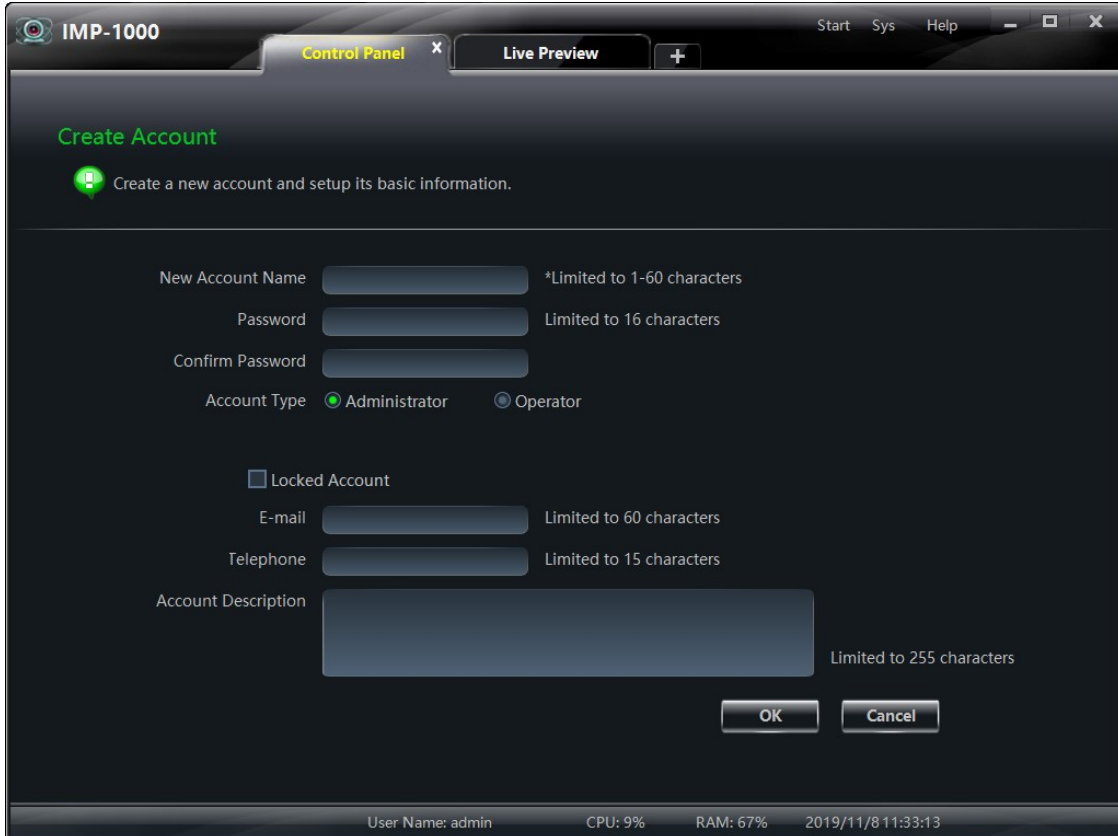 IMP-1000
Start Sys Help
Control Panel x Live Preview +
Create Account
Create a new account and setup its basic information.
New Account Name *Limited to 1-60 characters
Password Limited to 16 characters
Confirm Password
Account Type Administrator Operator
Locked Account
E-mail Limited to 60 characters
Telephone Limited to 15 characters
Account Description
Limited to 255 characters
OK Cancel
User Name: admin CPU: 9% RAM: 67% 2019/11/8 11:33:13